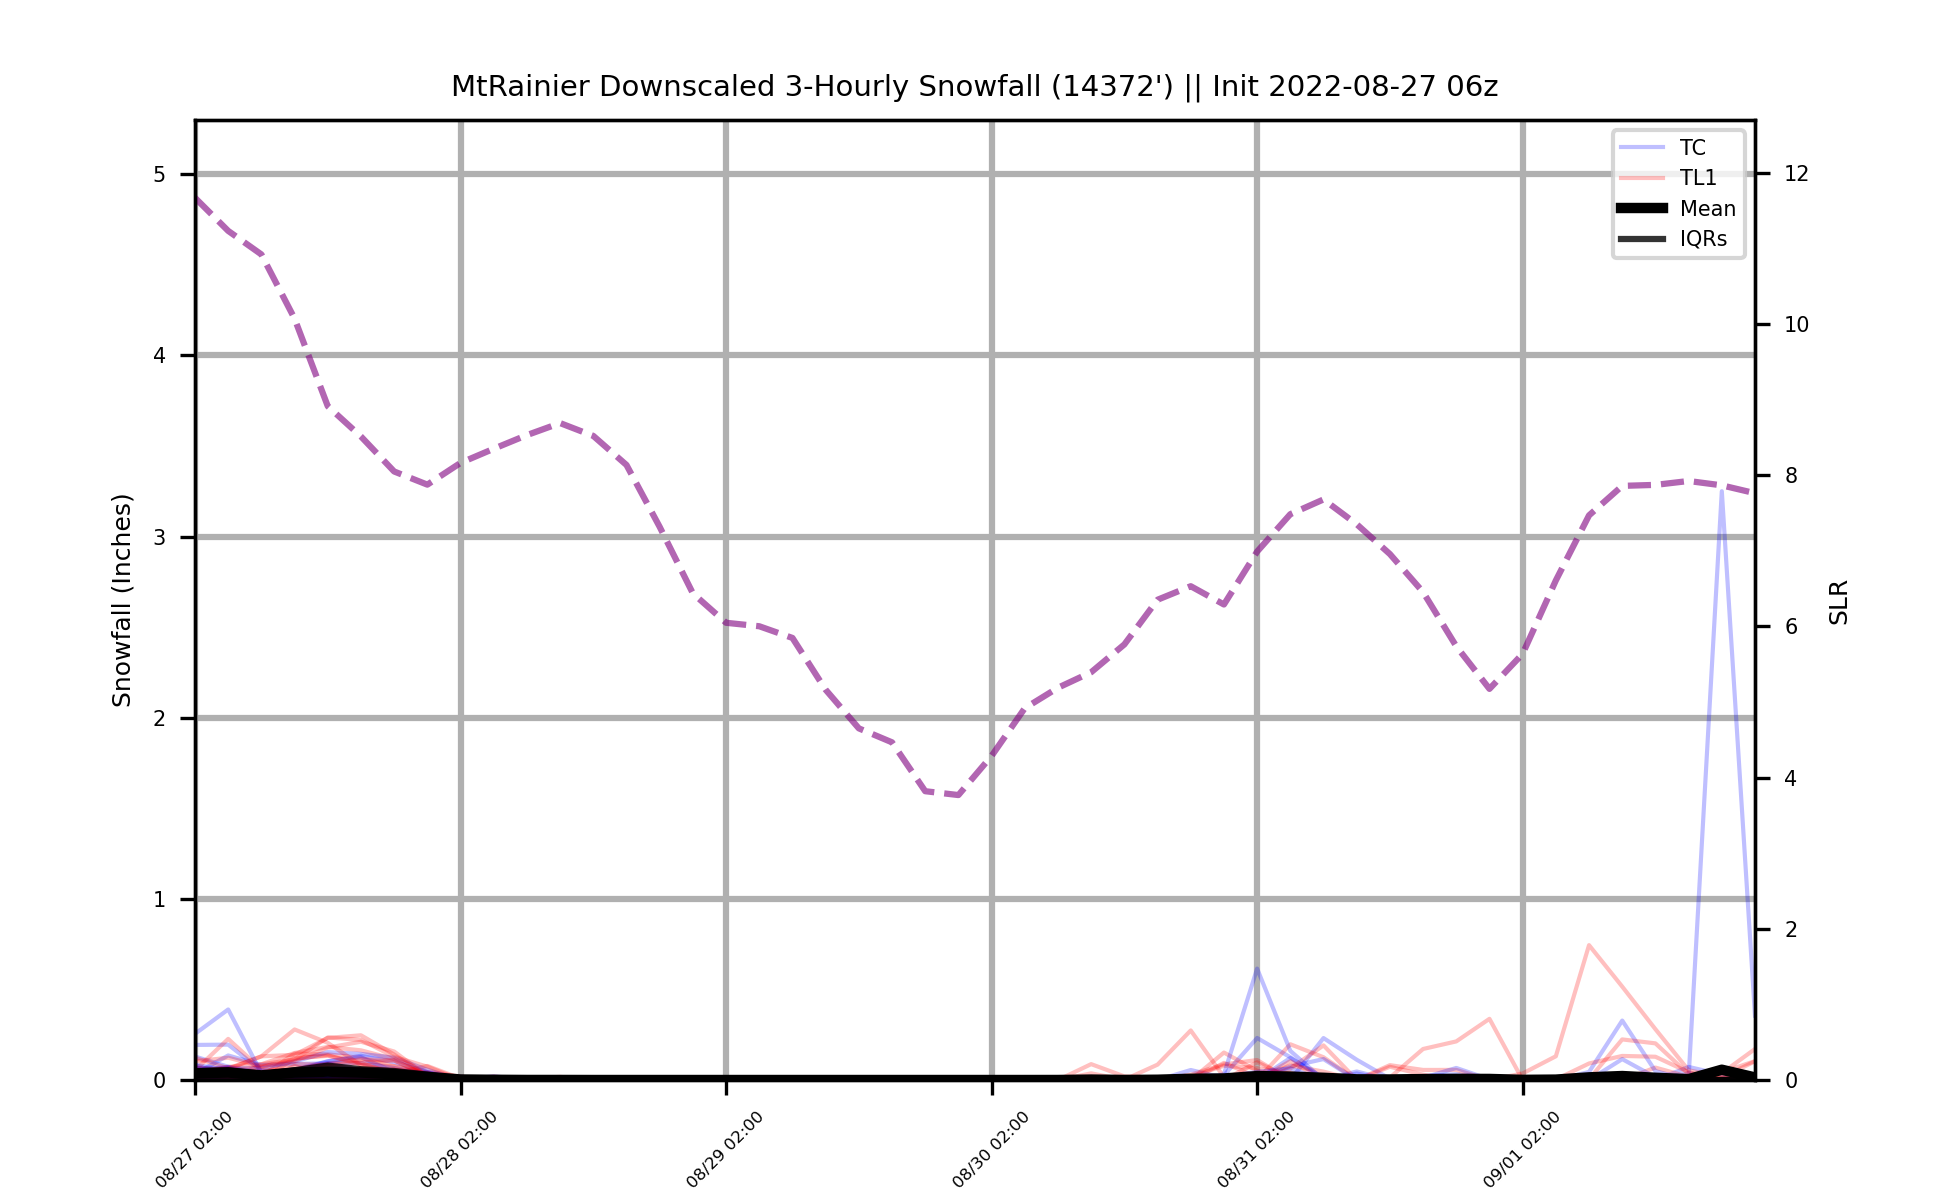 MtRainier Downscaled 3-Hourly Snowfall (14372') || Init 2022-08-27 06z
TC
TL1
Mean
IQRs
Snowfall (Inches)
5
4
3
2
1
0
12
10
8
6
4
2
0
SLR
08/27 02:00
08/28 02:00
08/29 02:00
08/30 02:00
08/31 02:00
09/01 02:00